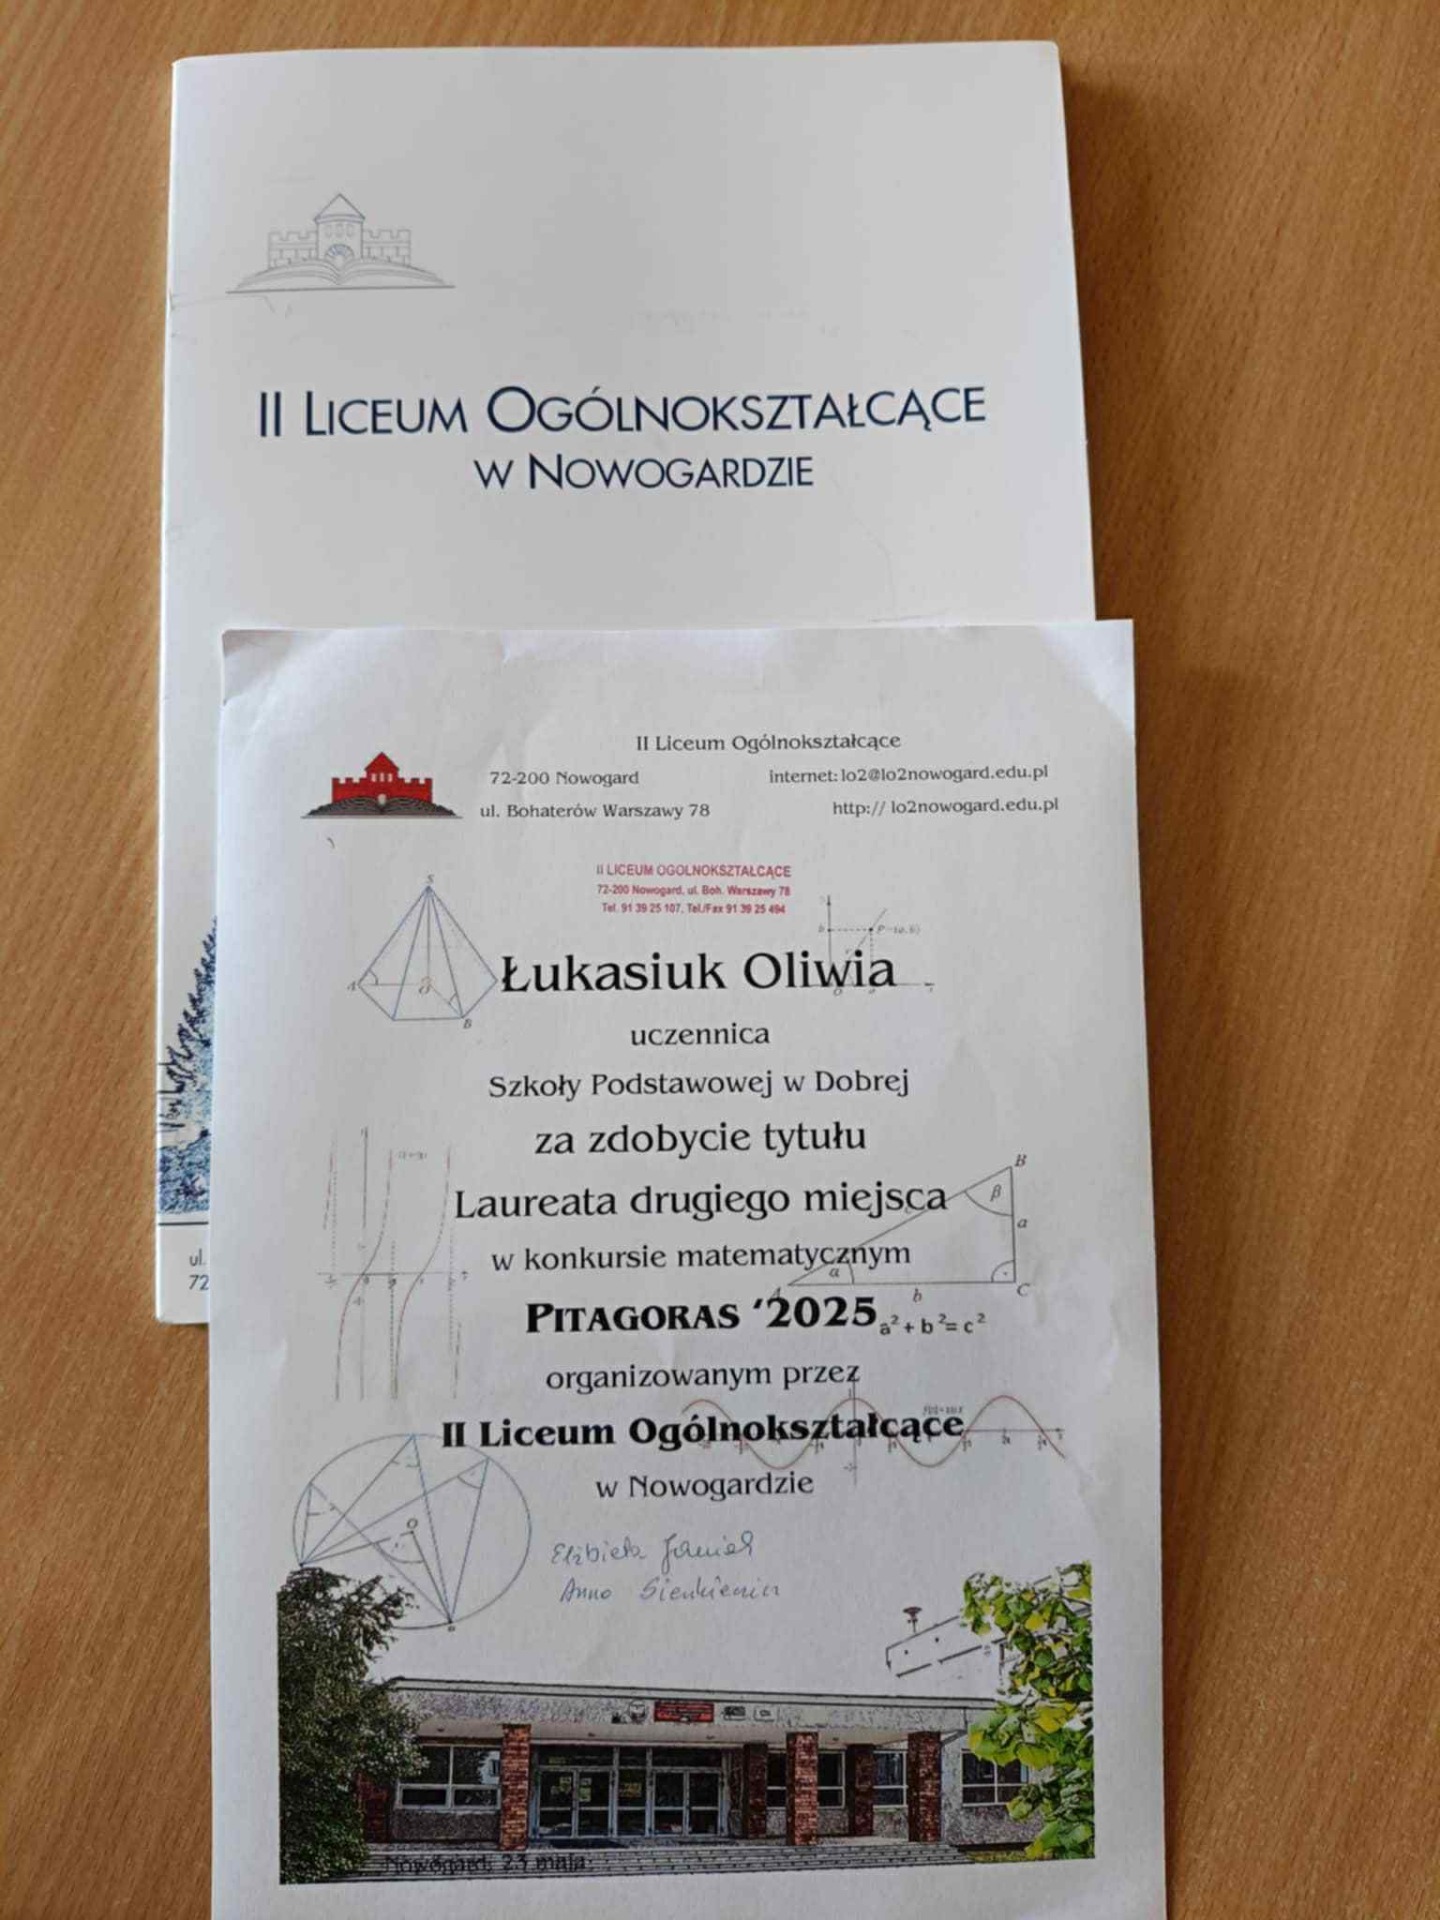 II LICEUM OGÓLNOKSZTAŁCĄCE
W NOWOGARDZIE
II Liceum Ogólnokształcące
72-200 Nowogard
internet: lo2@lo2nowogard.edu.pl
ul. Bohaterów Warszawy 78
http:// lo2nowogard.edu.pl
II LICEUM OGÓLNOKSZTAŁCĄCE
72-200 Nowogard, ul. Boh. Warszawy 78
Tel. 91 39 25 107, Tel./Fax 91 39 25 494
S
A
O
B
Łukasiuk Oliwia
uczennica
Szkoły Podstawowej w Dobrej
za zdobycie tytułu
Laureata drugiego miejsca
w konkursie matematycznym
B
β
a
α
A
b
C
PITAGORAS '2025
a² + b² = c²
organizowanym przez
II Liceum Ogólnokształcące
w Nowogardzie
O
Elżbieta
Anna Sienkiewicz
Nowogard, 23 maja
ul.
72